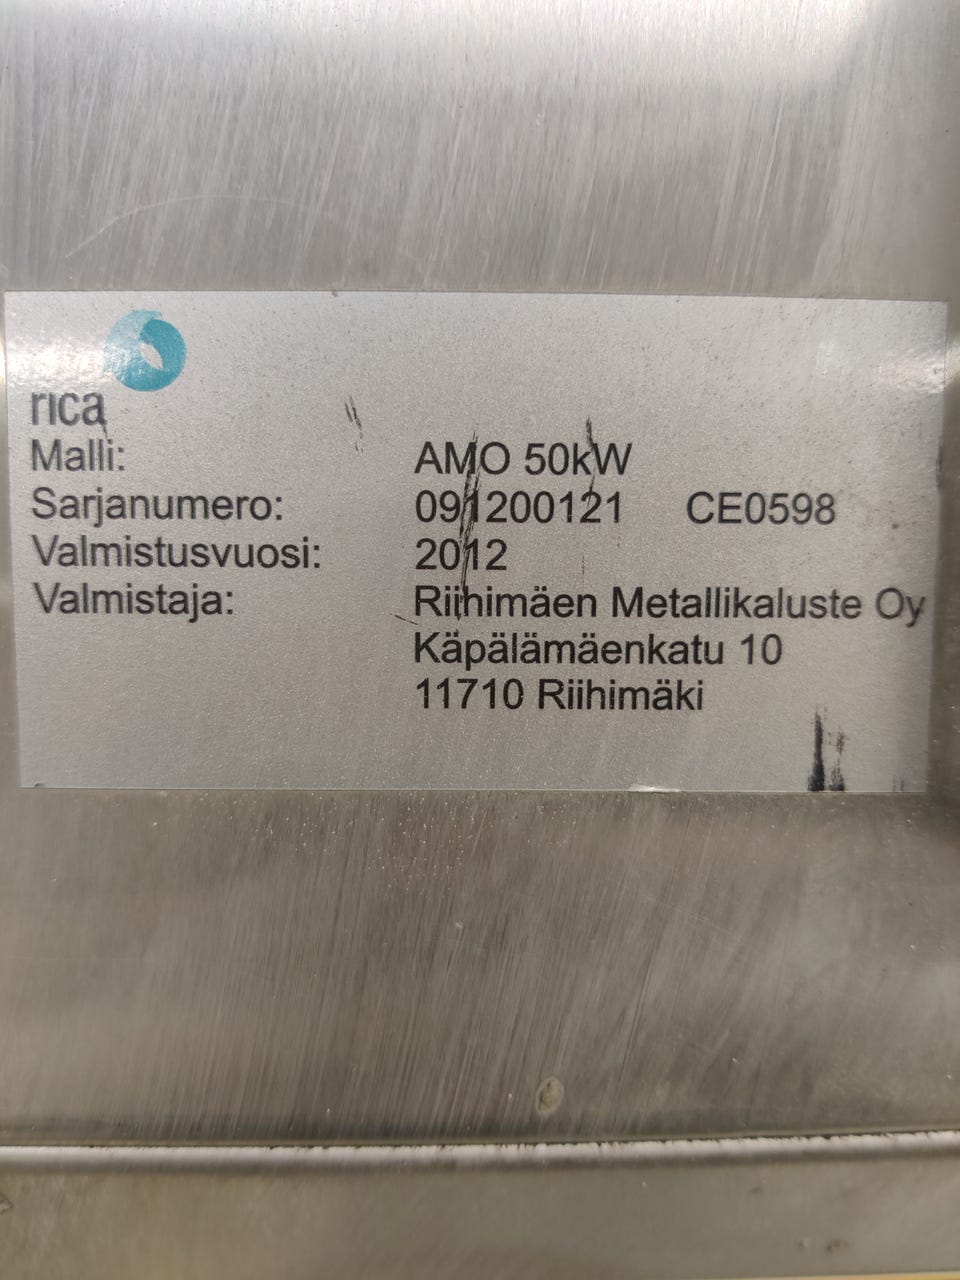 rica
Malli: AMO 50kW
Sarjanumero: 091200121 CE0598
Valmistusvuosi: 2012
Valmistaja: Riihimäen Metallikaluste Oy
Käpälämäenkatu 10
11710 Riihimäki